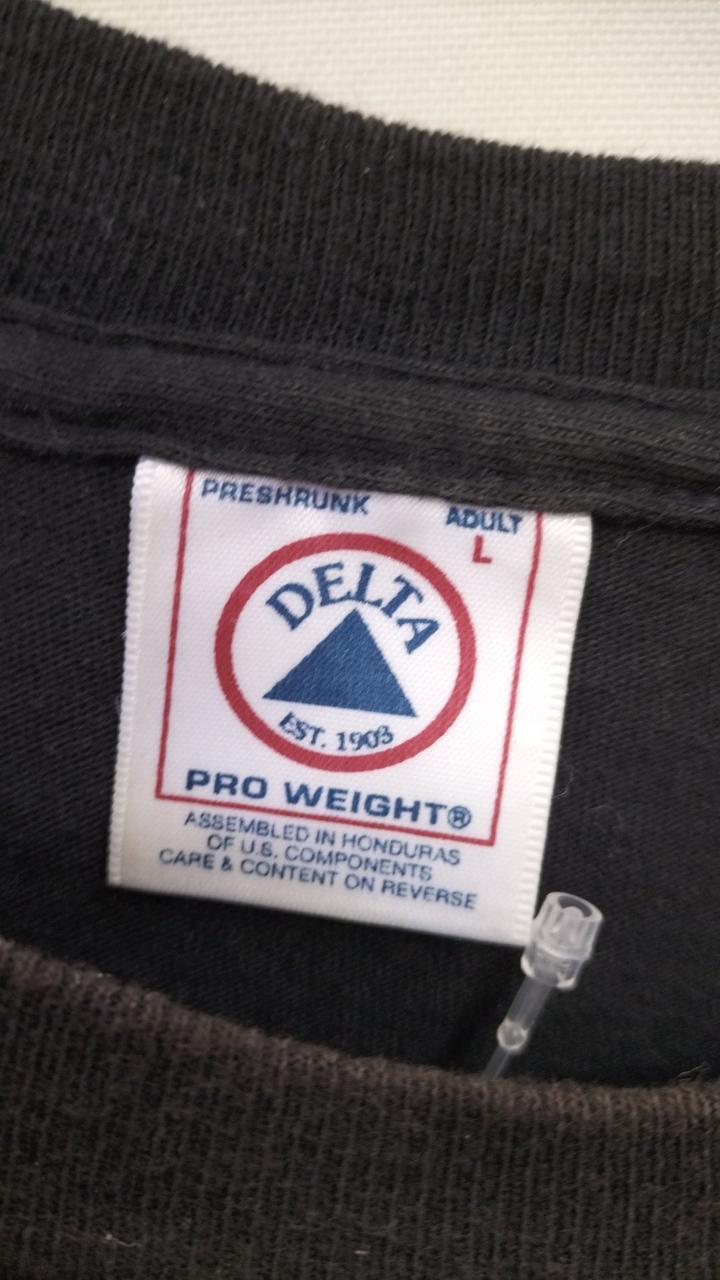 PRESHRUNK
ADULT
L
DELTA
EST. 1903
PRO WEIGHT®
ASSEMBLED IN HONDURAS
OF U.S. COMPONENTS
CARE & CONTENT ON REVERSE